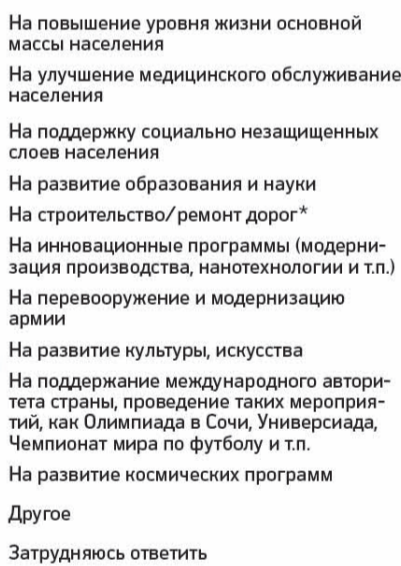 На повышение уровня жизни основной
массы населения
На улучшение медицинского обслуживание
населения
На поддержку социально незащищенных
слоев населения
На развитие образования и науки
На строительство/ремонт дорог*
На инновационные программы (модерни-
зация производства, нанотехнологии и т.п.)
На перевооружение и модернизацию
армии
На развитие культуры, искусства
На поддержание международного автори-
тета страны, проведение таких мероприя-
тий, как Олимпиада в Сочи, Универсиада,
Чемпионат мира по футболу и т.п.
На развитие космических программ
Другое
Затрудняюсь ответить